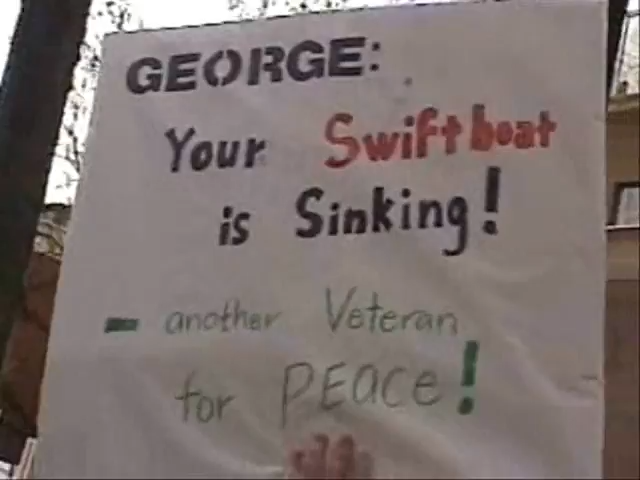 GEORGE:
Your Swiftboat
is Sinking!
- another Veteran
for PEACE!